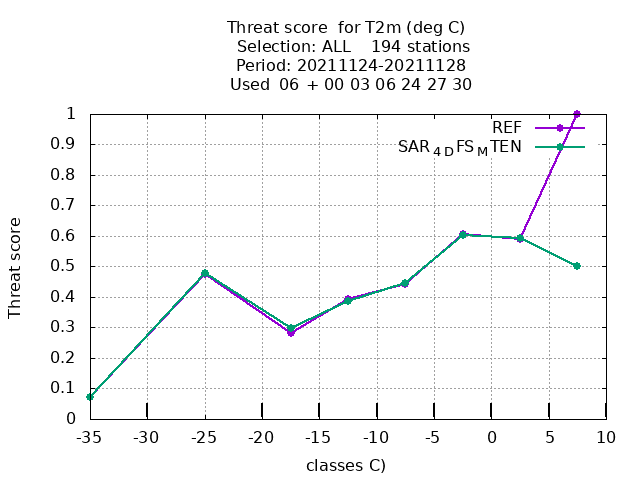 Threat score for T2m (deg C)
Selection: ALL 194 stations
Period: 20211124-20211128
Used 06 + 00 03 06 24 27 30
REF
SAR4DFSMTEN
Threat score
1
0.9
0.8
0.7
0.6
0.5
0.4
0.3
0.2
0.1
0
-35 -30 -25 -20 -15 -10 -5 0 5 10
classes C)